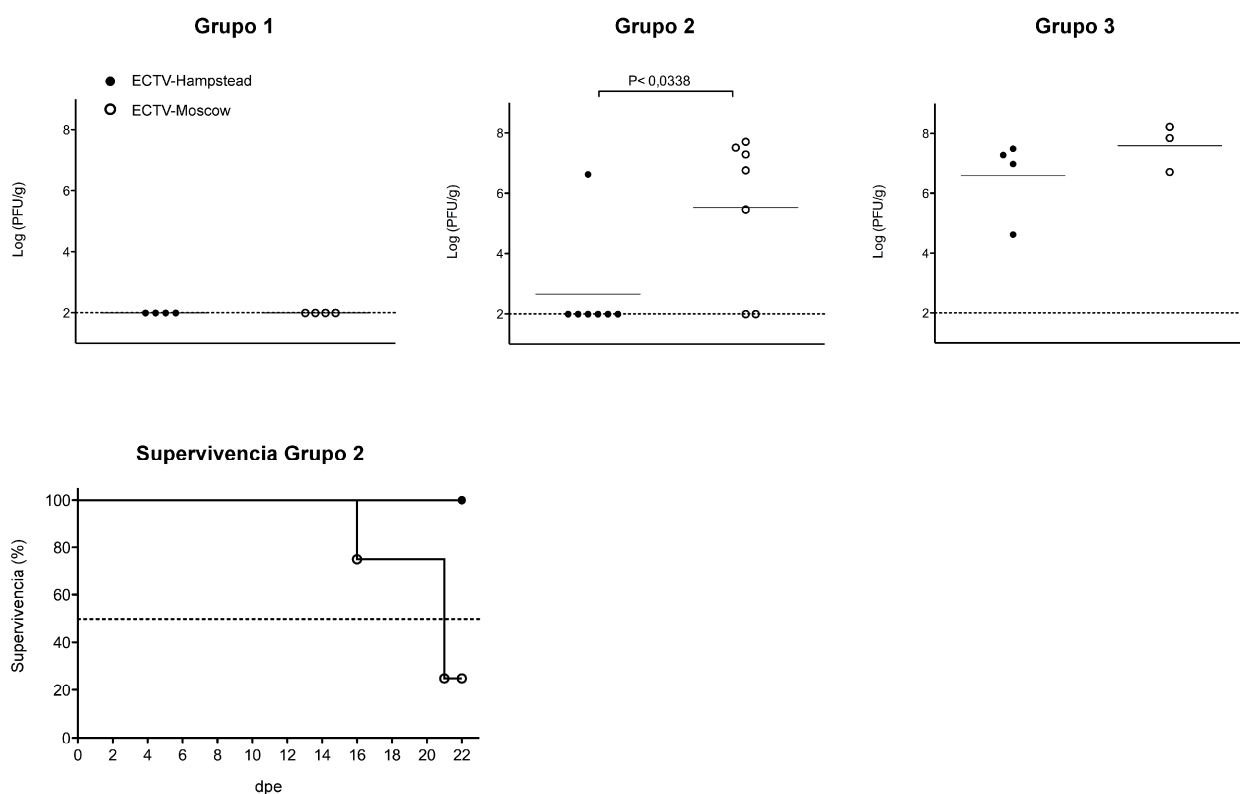 Grupo 1
ECTV-Hampstead
ECTV-Moscow
8
6
4
2
Log (PFU/g)
Grupo 2
P< 0,0338
8
6
4
2
Log (PFU/g)
Grupo 3
8
6
4
2
Log (PFU/g)
Supervivencia Grupo 2
100
80
60
40
20
0
Supervivencia (%)
0 2 4 6 8 10 12 14 16 18 20 22
dpe